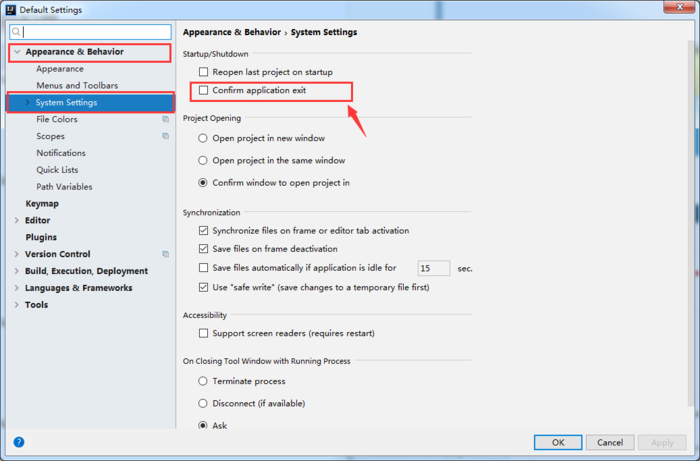 Default Settings
Appearance & Behavior
Appearance
Menus and Toolbars
System Settings
File Colors
Scopes
Notifications
Quick Lists
Path Variables
Keymap
Editor
Plugins
Version Control
Build, Execution, Deployment
Languages & Frameworks
Tools
Appearance & Behavior › System Settings
Startup/Shutdown
Reopen last project on startup
Confirm application exit
Project Opening
Open project in new window
Open project in the same window
Confirm window to open project in
Synchronization
Synchronize files on frame or editor tab activation
Save files on frame deactivation
Save files automatically if application is idle for 15 sec.
Use "safe write" (save changes to a temporary file first)
Accessibility
Support screen readers (requires restart)
On Closing Tool Window with Running Process
Terminate process
Disconnect (if available)
Ask
? OK Cancel Apply